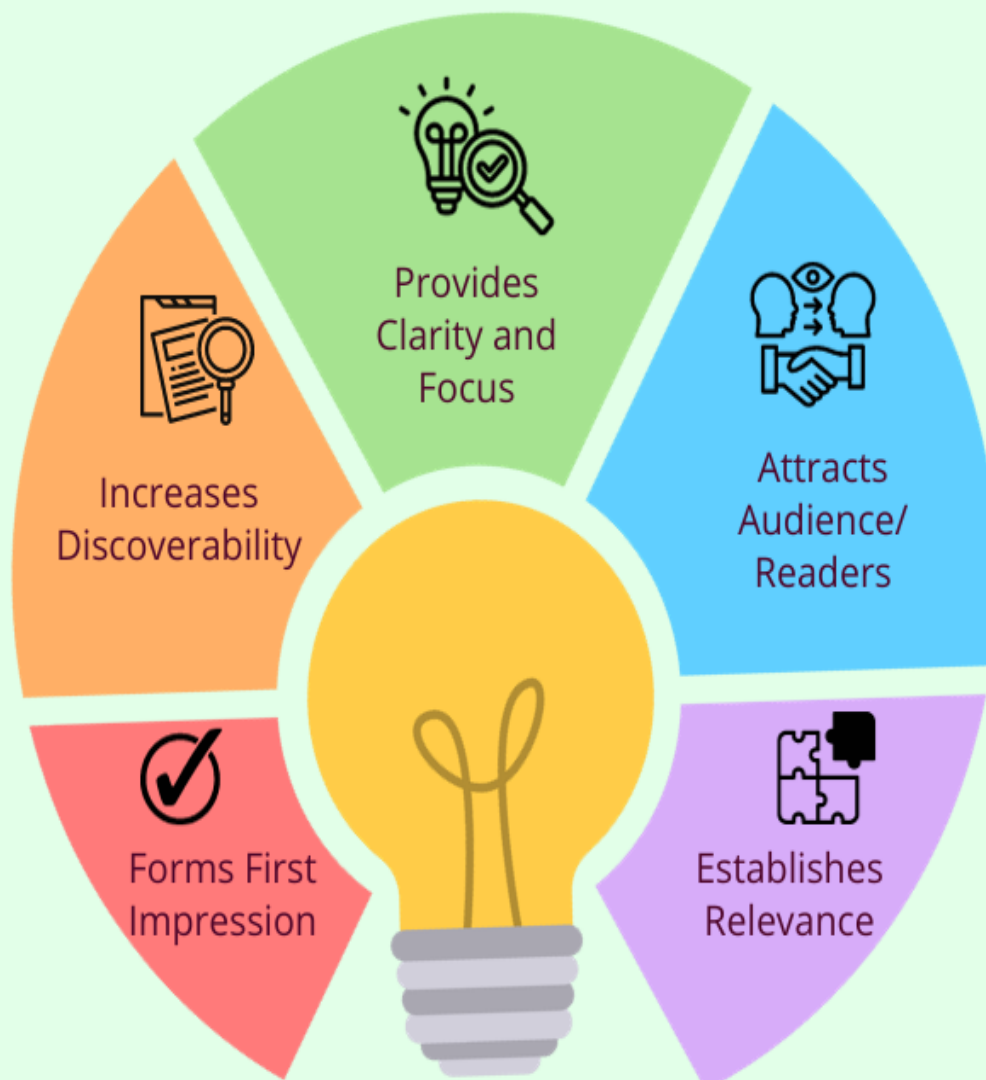 Provides
Clarity and
Focus
Increases
Discoverability
Attracts
Audience/
Readers
Forms First
Impression
Establishes
Relevance